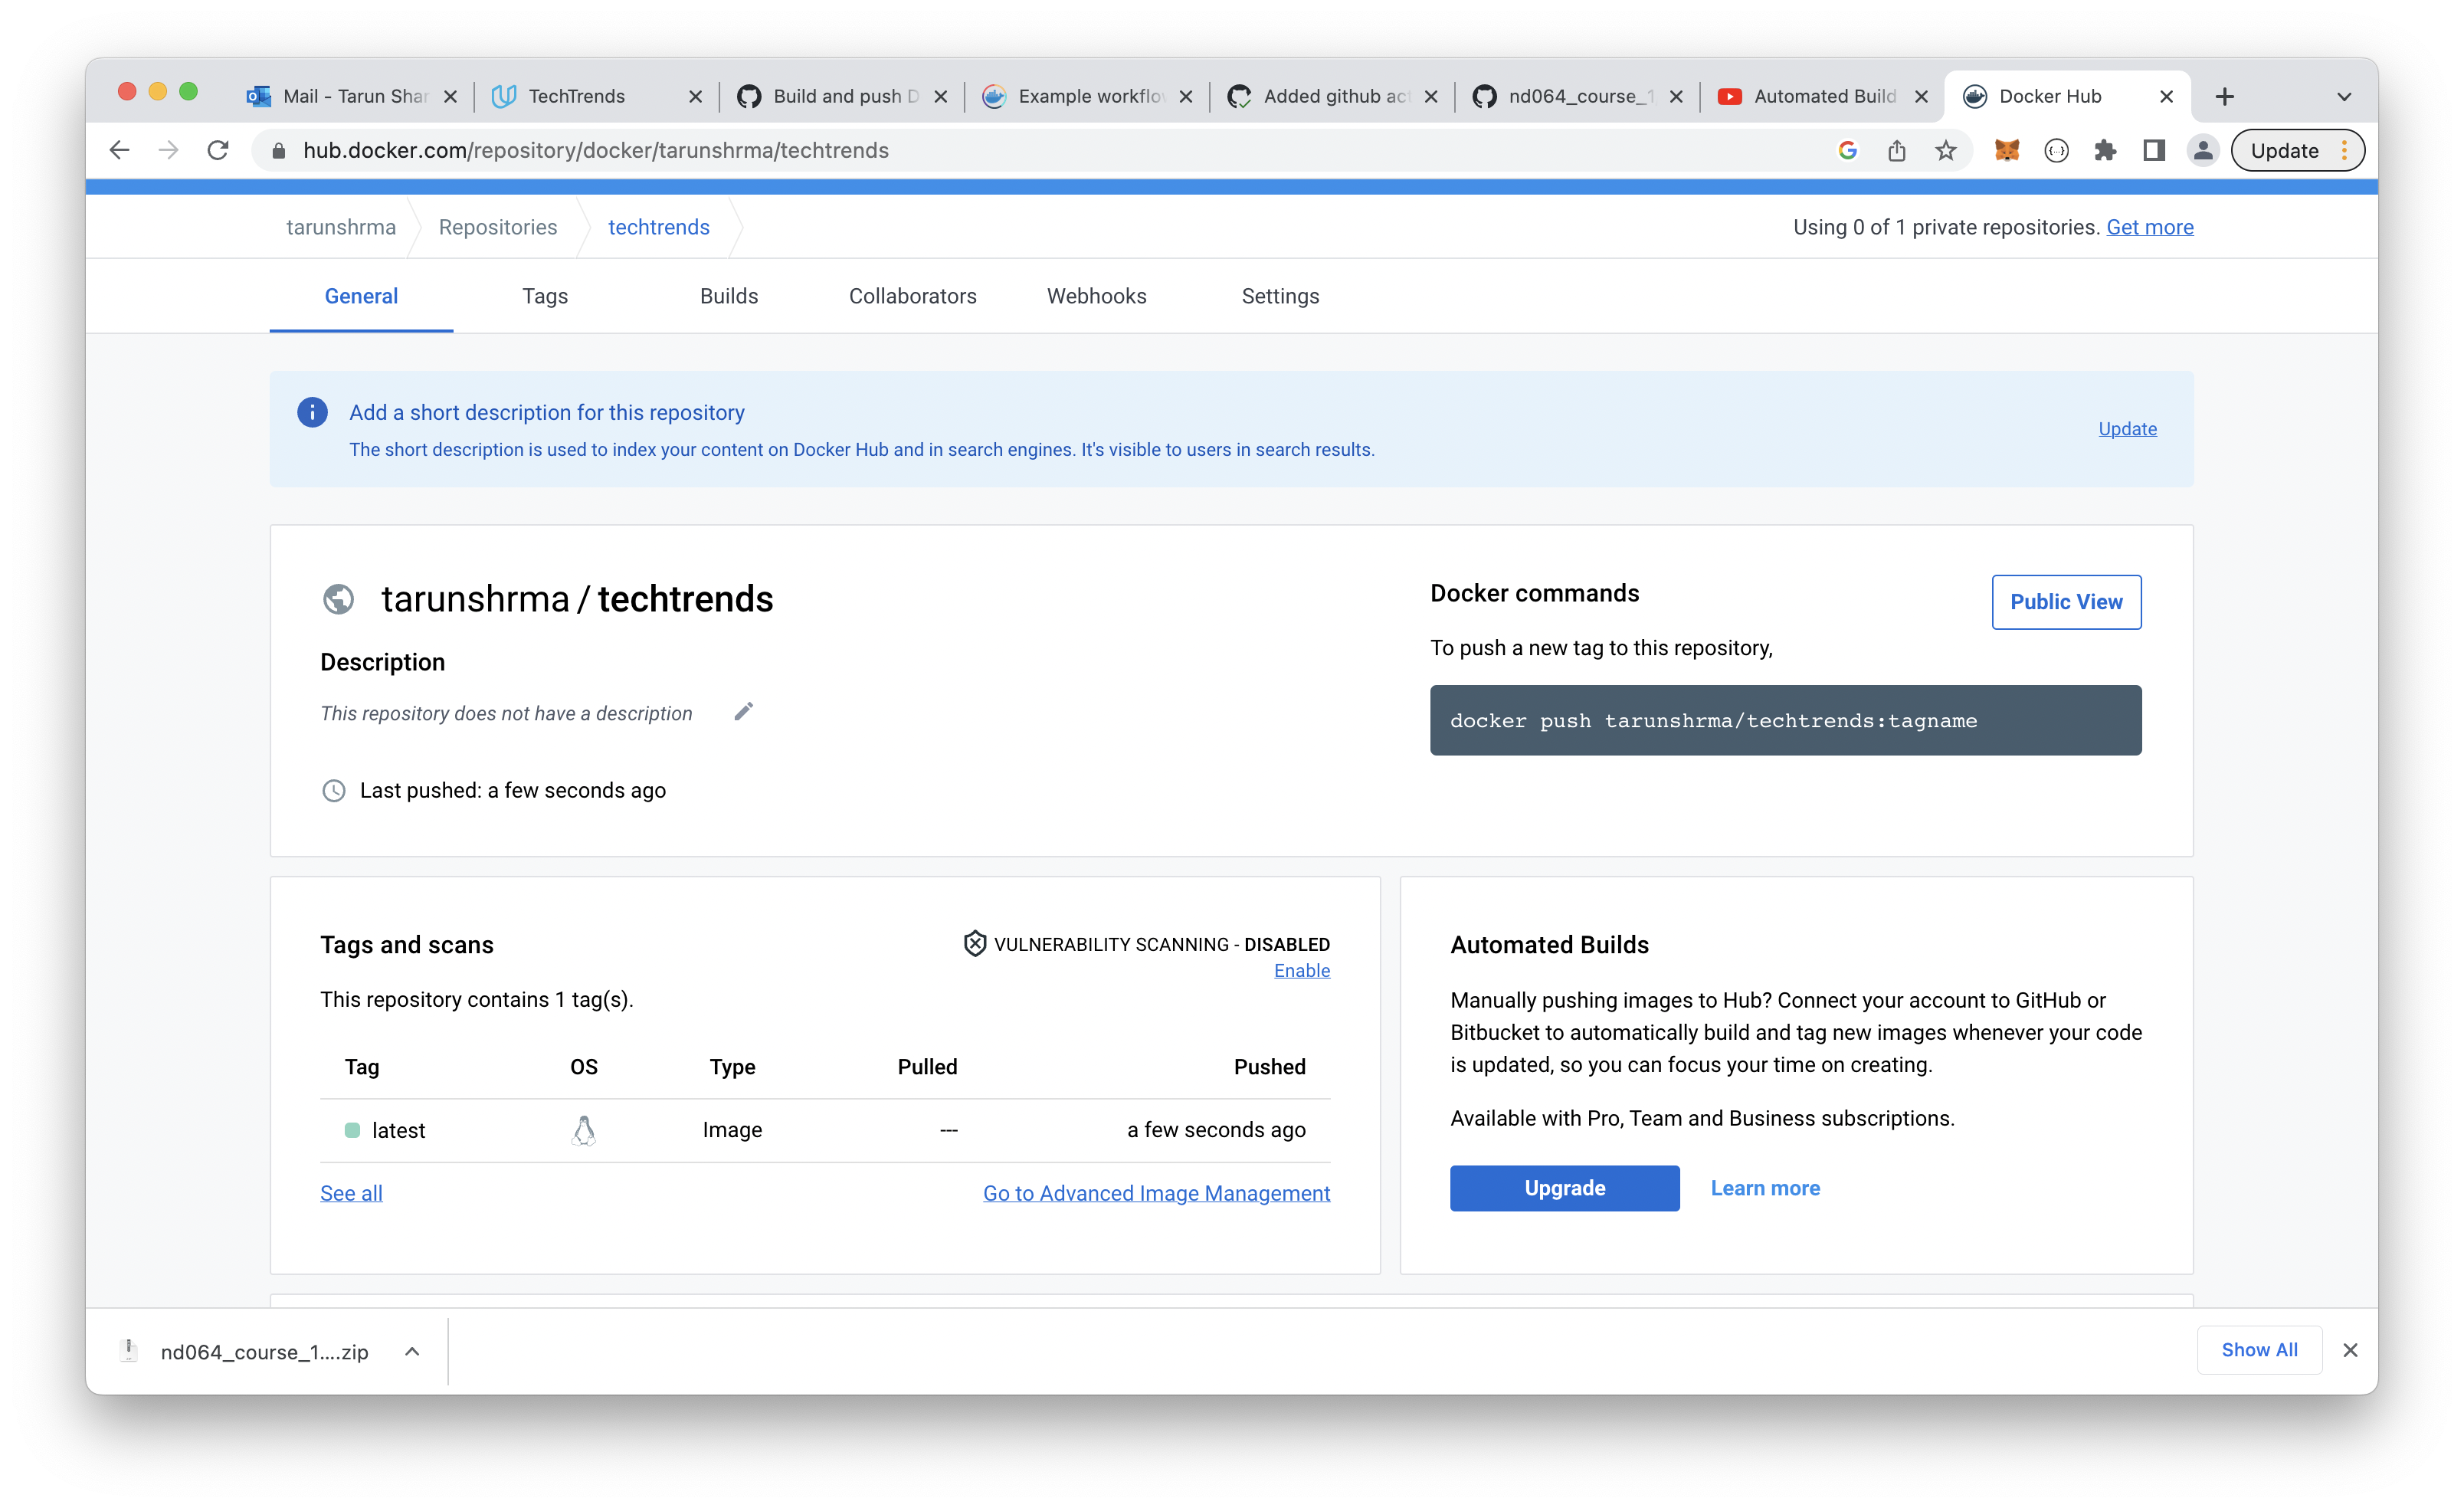 Mail - Tarun Shar
TechTrends
Build and push D
Example workflow
Added github act
nd064_course_1
Automated Build
Docker Hub
hub.docker.com/repository/docker/tarunshrma/techtrends
Update
tarunshrma
Repositories
techtrends
Using 0 of 1 private repositories. Get more
General
Tags
Builds
Collaborators
Webhooks
Settings
Add a short description for this repository
The short description is used to index your content on Docker Hub and in search engines. It's visible to users in search results.
Update
tarunshrma / techtrends
Description
This repository does not have a description
Last pushed: a few seconds ago
Docker commands
Public View
To push a new tag to this repository,
docker push tarunshrma/techtrends:tagname
Tags and scans
VULNERABILITY SCANNING - DISABLED
Enable
This repository contains 1 tag(s).
Tag OS Type Pulled Pushed
latest Image --- a few seconds ago
See all
Go to Advanced Image Management
Automated Builds
Manually pushing images to Hub? Connect your account to GitHub or
Bitbucket to automatically build and tag new images whenever your code
is updated, so you can focus your time on creating.
Available with Pro, Team and Business subscriptions.
Upgrade
Learn more
nd064_course_1....zip
Show All